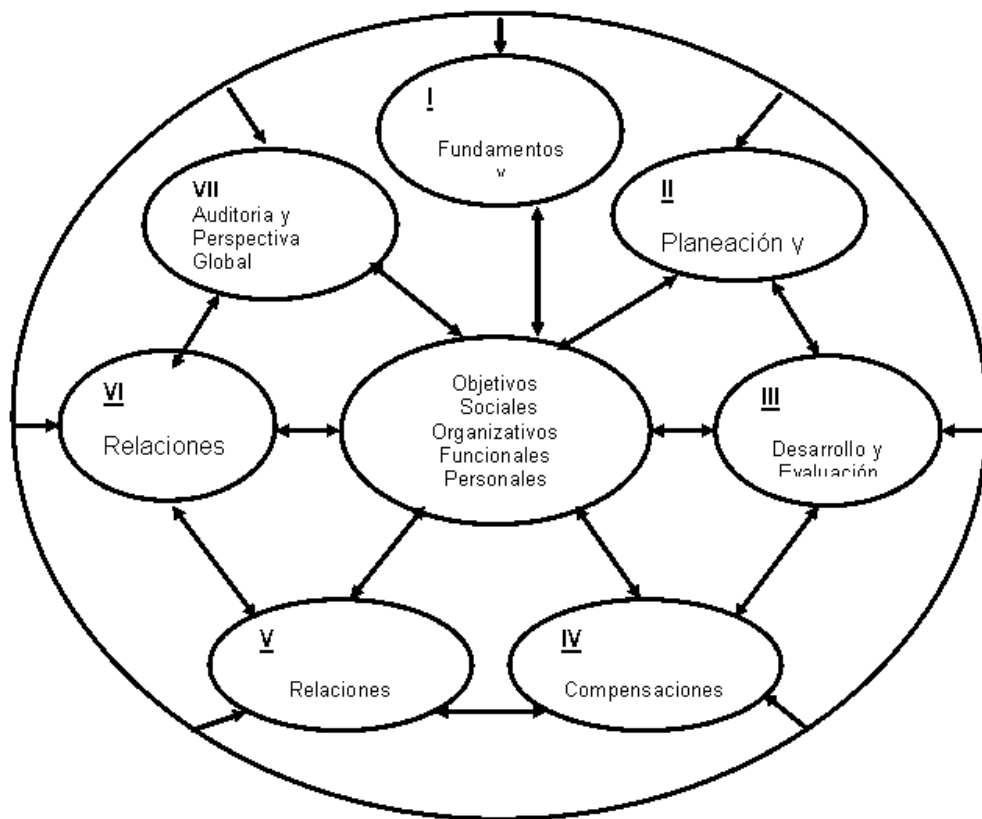 I
Fundamentos
y
II
Planeación y
III
Desarrollo y
Evaluación
IV
Compensaciones
V
Relaciones
VI
Relaciones
VII
Auditoria y
Perspectiva
Global
Objetivos
Sociales
Organizativos
Funcionales
Personales